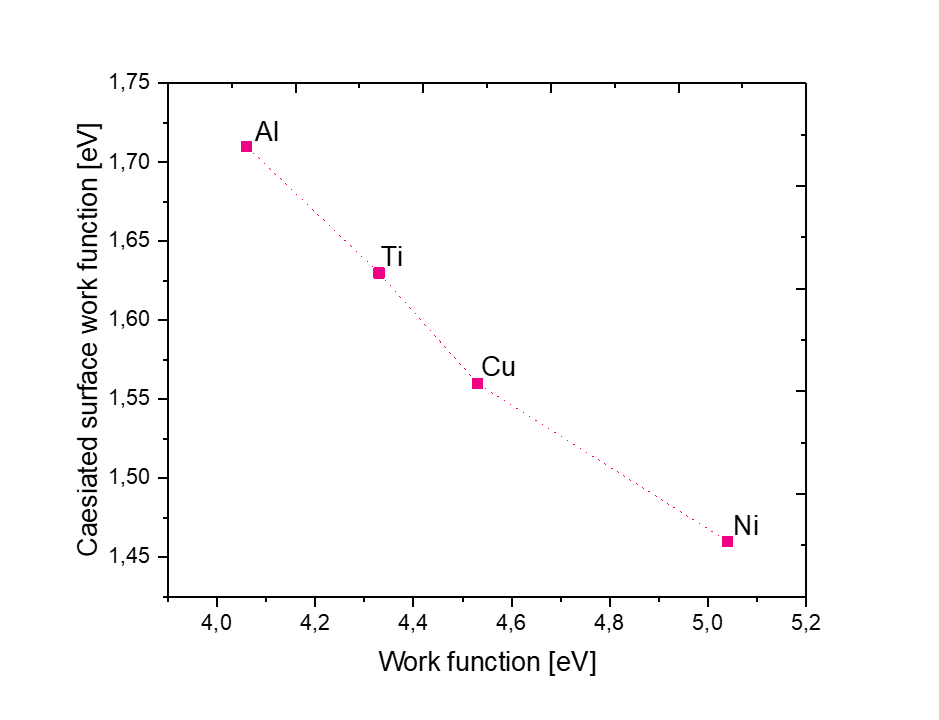 1,75
1,70
1,65
1,60
1,55
1,50
1,45
Caesiated surface work function [eV]
Al
Ti
Cu
Ni
4,0 4,2 4,4 4,6 4,8 5,0 5,2
Work function [eV]